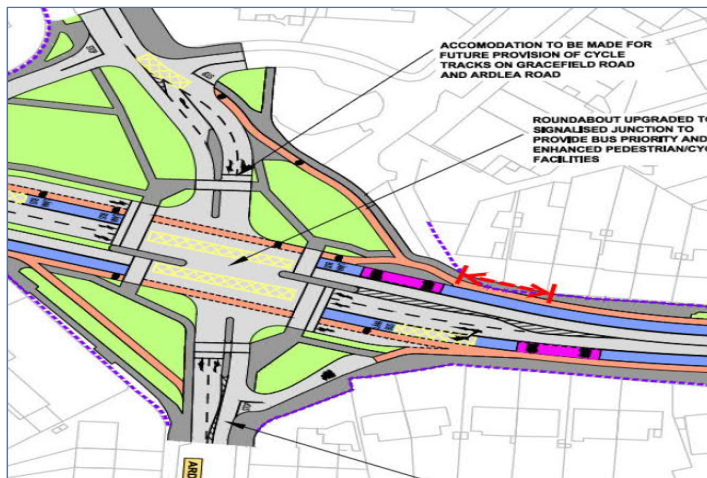 ACCOMODATION TO BE MADE FOR
FUTURE PROVISION OF CYCLE
TRACKS ON GRACEFIELD ROAD
AND ARDLEA ROAD
ROUNDABOUT UPGRADED TO
SIGNALISED JUNCTION TO
PROVIDE BUS PRIORITY AND
ENHANCED PEDESTRIAN/CYC
FACILITIES
ARD